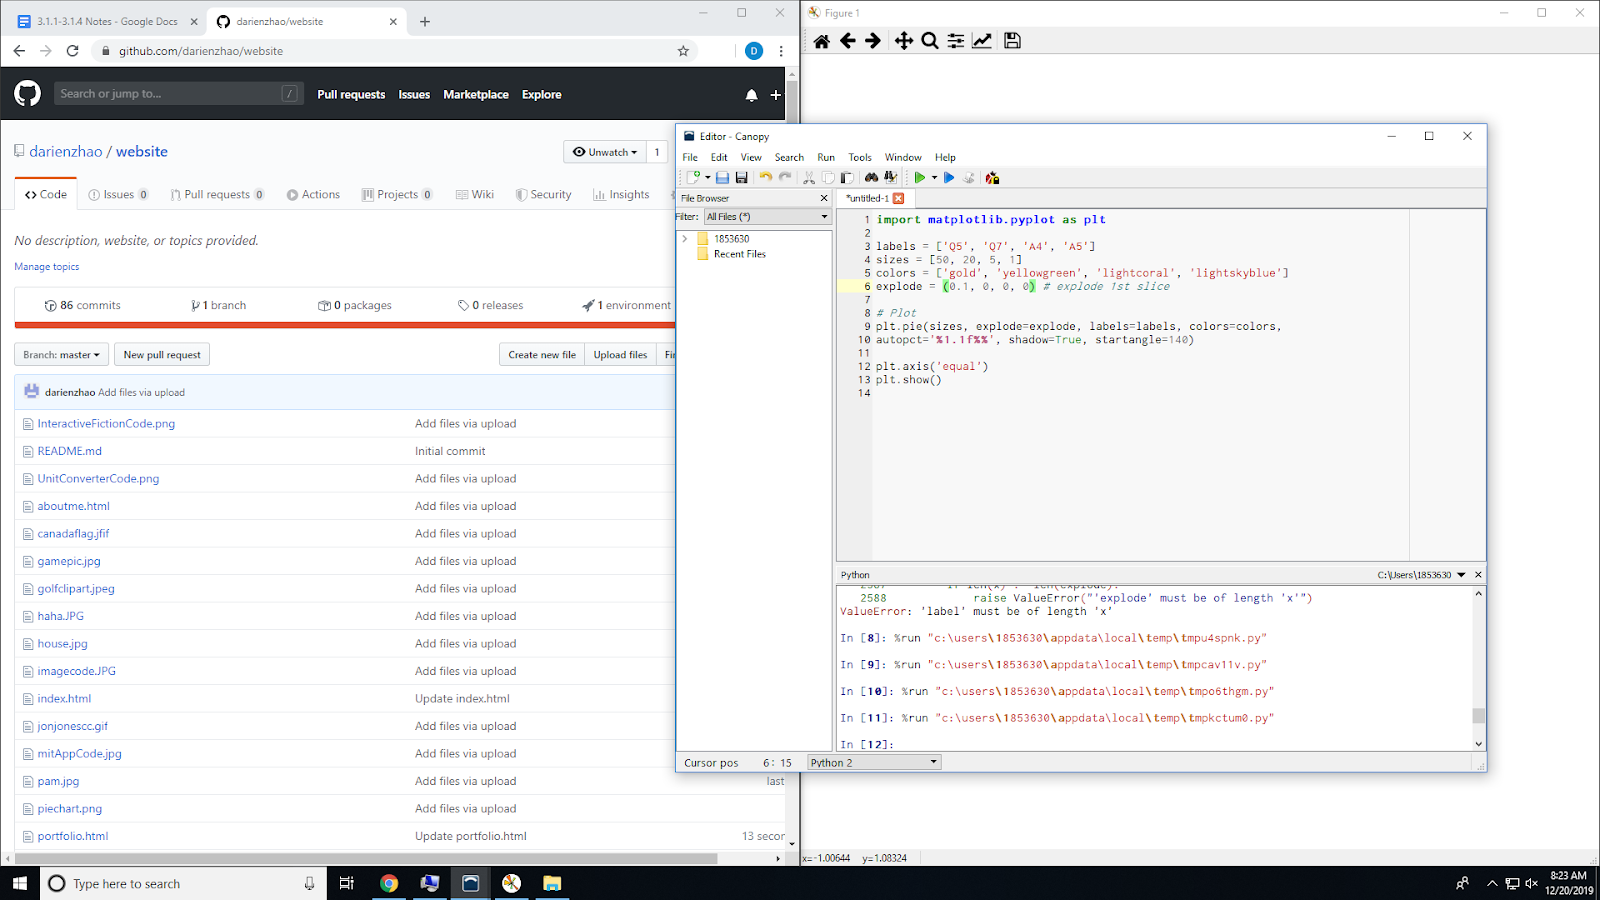 3.1.1-3.1.4 Notes - Google Docs
darienzhao/website
github.com/darienzhao/website
D
Search or jump to...
/
Pull requests
Issues
Marketplace
Explore
darienzhao / website
Unwatch
1
Code
Issues 0
Pull requests 0
Actions
Projects 0
Wiki
Security
Insights
No description, website, or topics provided.
Manage topics
86 commits
1 branch
0 packages
0 releases
1 environment
Branch: master
New pull request
Create new file
Upload files
darienzhao Add files via upload
InteractiveFictionCode.png Add files via upload
README.md Initial commit
UnitConverterCode.png Add files via upload
aboutme.html Add files via upload
canadaflag.jfif Add files via upload
gamepic.jpg Add files via upload
golfclipart.jpeg Add files via upload
haha.JPG Add files via upload
house.jpg Add files via upload
imagecode.JPG Add files via upload
index.html Update index.html
jonjonescc.gif Add files via upload
mitAppCode.jpg Add files via upload
pam.jpg Add files via upload last
piechart.png Add files via upload
portfolio.html Update portfolio.html 13 secon
Figure 1
Editor - Canopy
File Edit View Search Run Tools Window Help
File Browser
Filter: All Files (*)
1853630
Recent Files
*untitled-1
1 import matplotlib.pyplot as plt
2
3 labels = ['Q5', 'Q7', 'A4', 'A5']
4 sizes = [50, 20, 5, 1]
5 colors = ['gold', 'yellowgreen', 'lightcoral', 'lightskyblue']
6 explode = (0.1, 0, 0, 0) # explode 1st slice
7
8 # Plot
9 plt.pie(sizes, explode=explode, labels=labels, colors=colors,
10 autopct='%1.1f%%', shadow=True, startangle=140)
11
12 plt.axis('equal')
13 plt.show()
14
Python
C:\Users\1853630
2588 raise ValueError("'explode' must be of length 'x'")
ValueError: 'label' must be of length 'x'
In [8]: %run "c:\users\1853630\appdata\local\temp\tmpu4spnk.py"
In [9]: %run "c:\users\1853630\appdata\local\temp\tmpcav11v.py"
In [10]: %run "c:\users\1853630\appdata\local\temp\tmpo6thgm.py"
In [11]: %run "c:\users\1853630\appdata\local\temp\tmpkctum0.py"
In [12]:
Cursor pos 6: 15
Python 2
x=-1.00644 y=1.08324
Type here to search
8:23 AM
12/20/2019